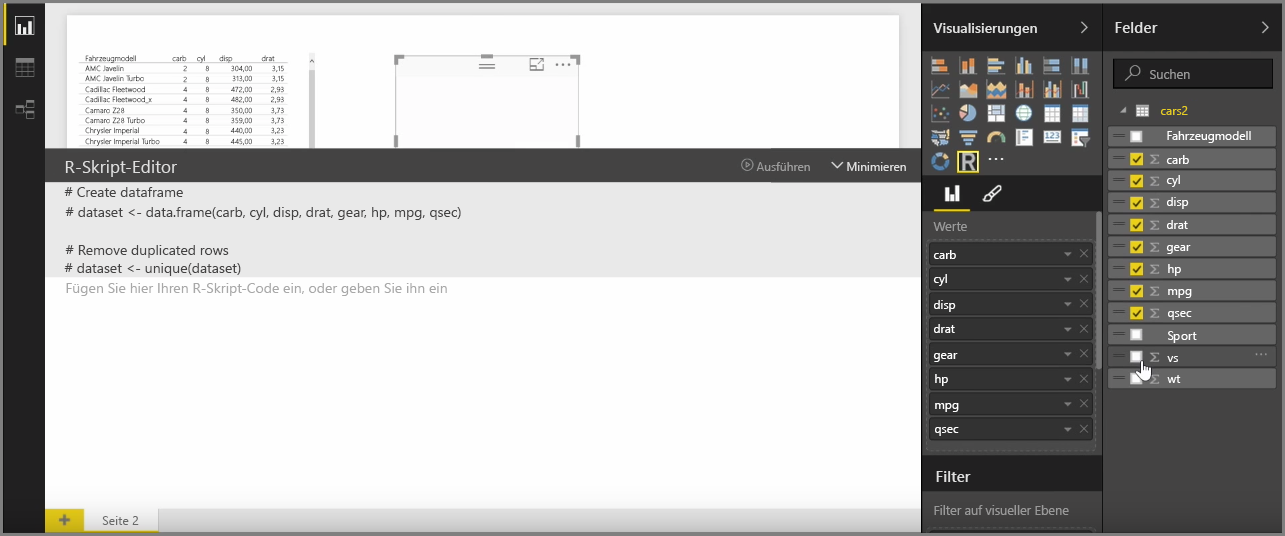 Fahrzeugmodell carb cyl disp drat
AMC Javelin 2 8 304,00 3,15
AMC Javelin Turbo 2 8 313,00 3,15
Cadillac Fleetwood 4 8 472,00 2,93
Cadillac Fleetwood_x 4 8 482,00 2,93
Camaro Z28 4 8 350,00 3,73
Camaro Z28 Turbo 4 8 359,00 3,73
Chrysler Imperial 4 8 440,00 3,23
Chrysler Imperial Turbo 4 8 445,00 3,23
R-Skript-Editor
Ausführen
Minimieren
# Create dataframe
# dataset <- data.frame(carb, cyl, disp, drat, gear, hp, mpg, qsec)
# Remove duplicated rows
# dataset <- unique(dataset)
Fügen Sie hier Ihren R-Skript-Code ein, oder geben Sie ihn ein
Seite 2
Visualisierungen
R
Werte
carb
cyl
disp
drat
gear
hp
mpg
qsec
Filter
Filter auf visueller Ebene
Felder
Suchen
cars2
Fahrzeugmodell
carb
cyl
disp
drat
gear
hp
mpg
qsec
Sport
vs
wt